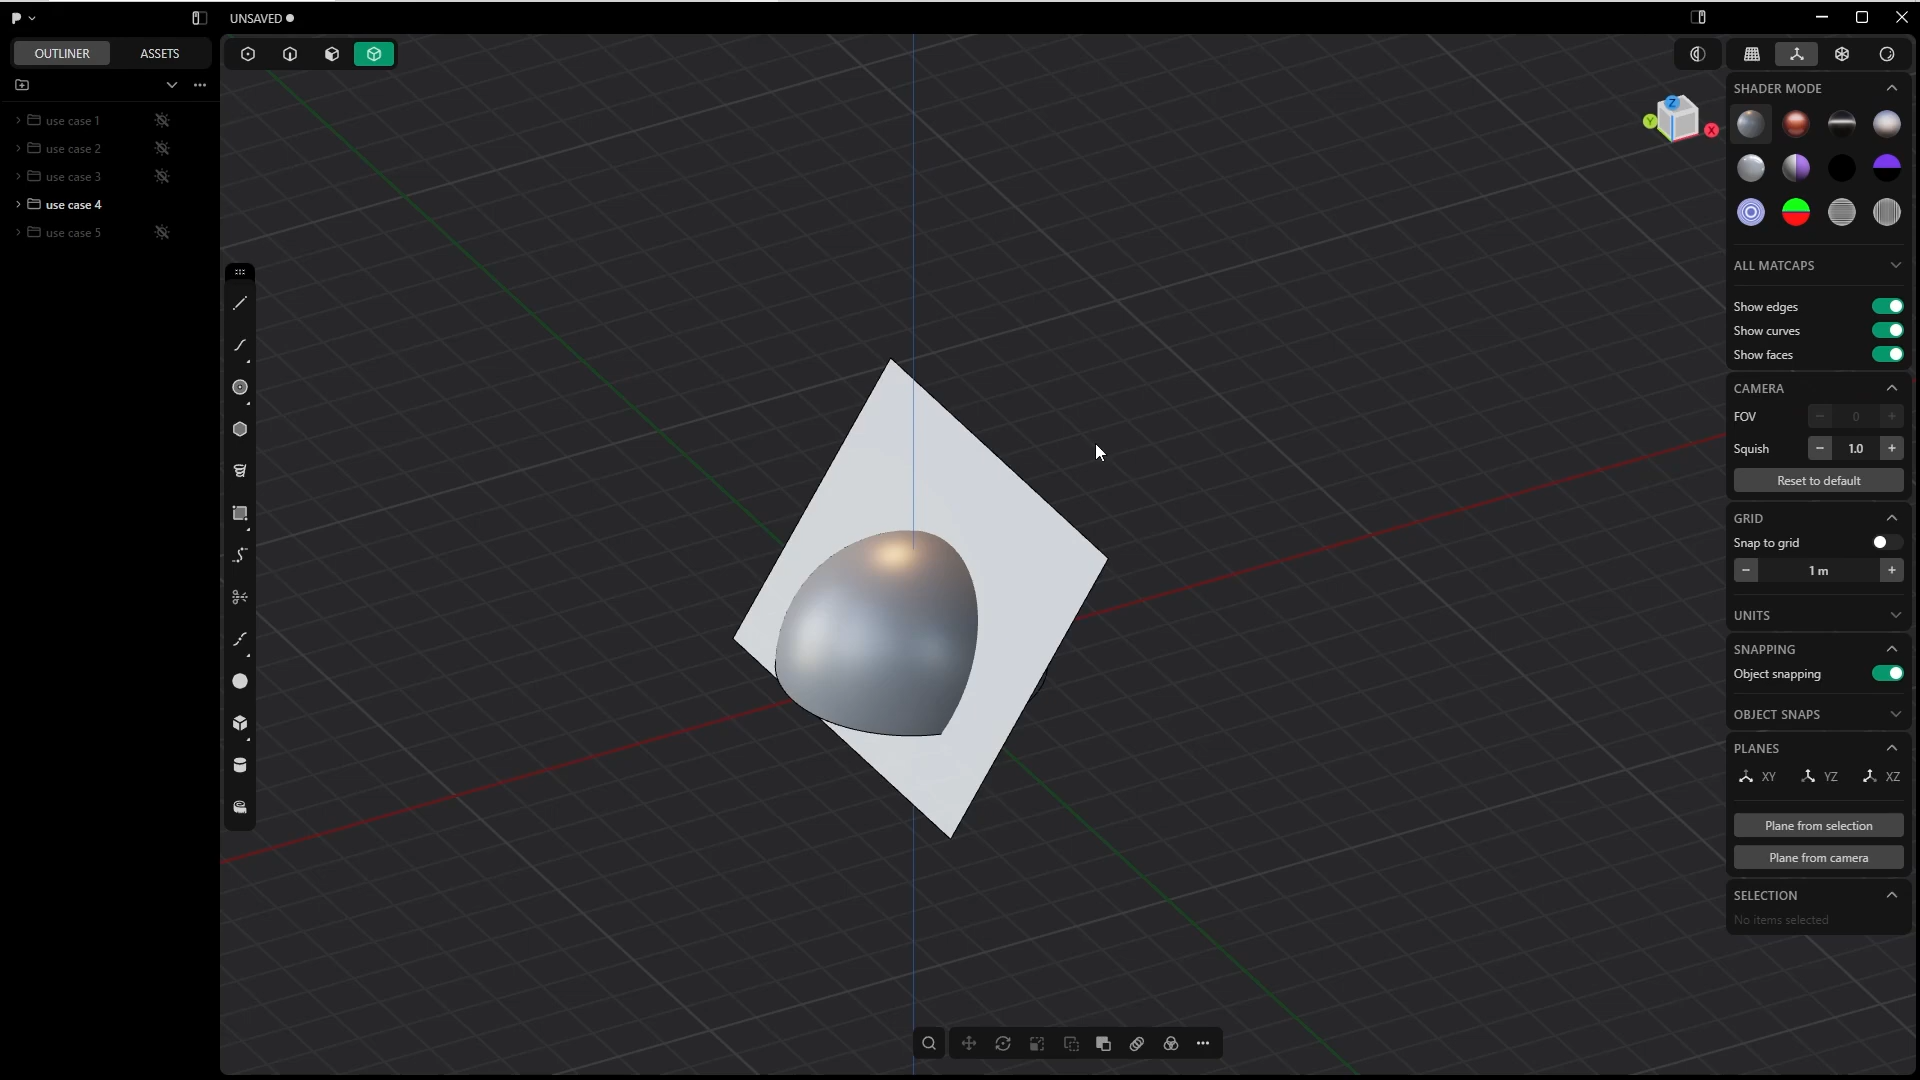 UNSAVED
OUTLINER ASSETS
use case 1
use case 2
use case 3
use case 4
use case 5
Z
Y
X
SHADER MODE
ALL MATCAPS
Show edges
Show curves
Show faces
CAMERA
FOV 0
Squish 1.0
Reset to default
GRID
Snap to grid
1 m
UNITS
SNAPPING
Object snapping
OBJECT SNAPS
PLANES
XY YZ XZ
Plane from selection
Plane from camera
SELECTION
No items selected